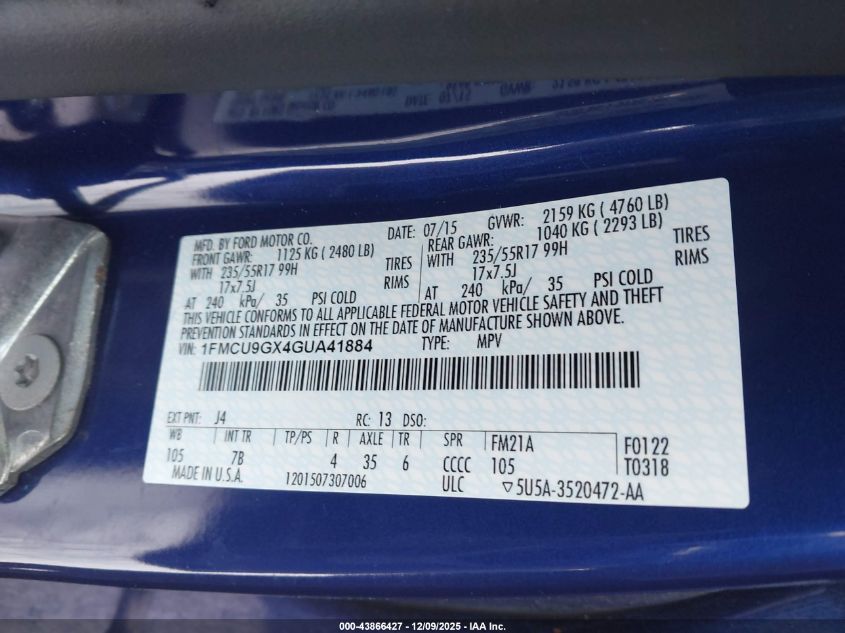 MFD. BY FORD MOTOR CO. DATE: 07/15 GVWR: 2159 KG ( 4760 LB)
FRONT GAWR: 1125 KG ( 2480 LB) REAR GAWR: 1040 KG ( 2293 LB)
WITH 235/55R17 99H TIRES WITH 235/55R17 99H TIRES
17x7.5J RIMS 17x7.5J RIMS
AT 240 kPa/ 35 PSI COLD AT 240 kPa/ 35 PSI COLD
THIS VEHICLE CONFORMS TO ALL APPLICABLE FEDERAL MOTOR VEHICLE SAFETY AND THEFT
PREVENTION STANDARDS IN EFFECT ON THE DATE OF MANUFACTURE SHOWN ABOVE.
VIN: 1FMCU9GX4GUA41884 TYPE: MPV
EXT PNT: J4 RC: 13 DSO:
WB INT TR TP/PS R AXLE TR SPR FM21A F0122
105 7B 4 35 6 CCCC 105 T0318
MADE IN U.S.A. 1201507307006 ULC ▽5U5A-3520472-AA
000-43866427 - 12/09/2025 - IAA Inc.